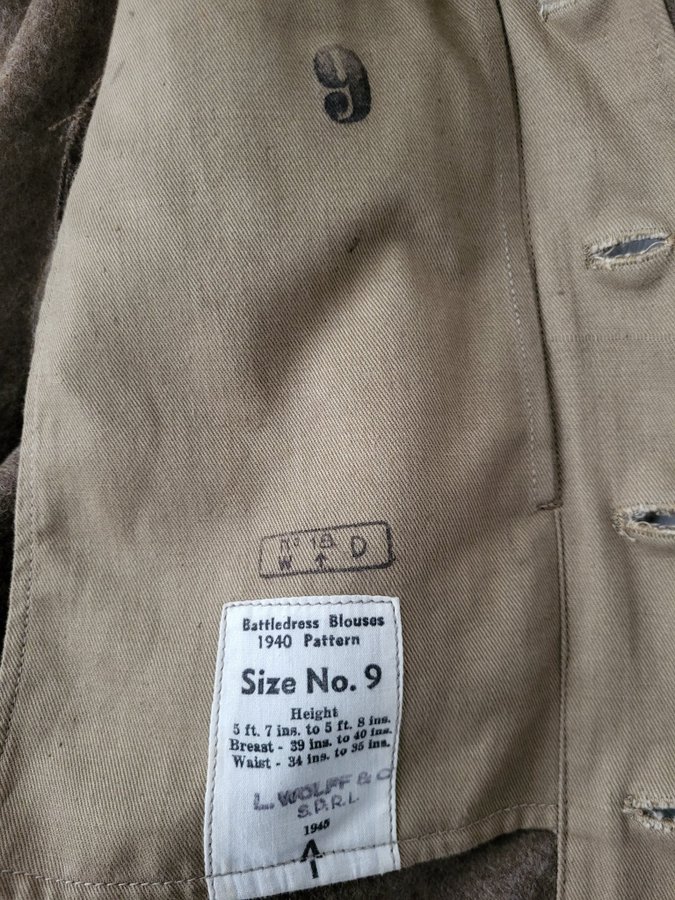 9
n° 18
W ↑ D
Battledress Blouses
1940 Pattern
Size No. 9
Height
5 ft. 7 ins. to 5 ft. 8 ins.
Breast - 39 ins. to 40 ins.
Waist - 34 ins. to 35 ins.
L. WOLFF & C
S.P.R.L
1945